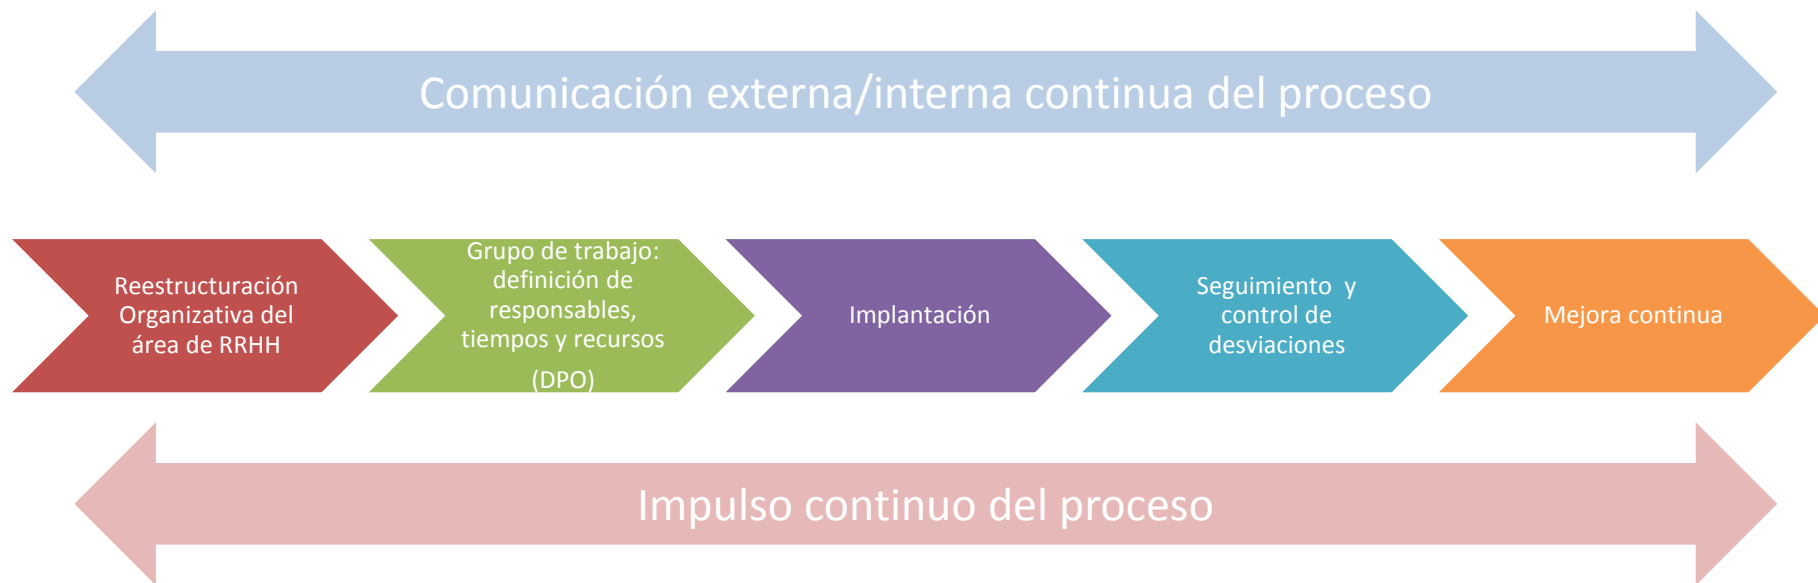 Comunicación externa/interna continua del proceso
Reestructuración
Organizativa del
área de RRHH
Grupo de trabajo:
definición de
responsables,
tiempos y recursos
(DPO)
Implantación
Seguimiento y
control de
desviaciones
Mejora continua
Impulso continuo del proceso